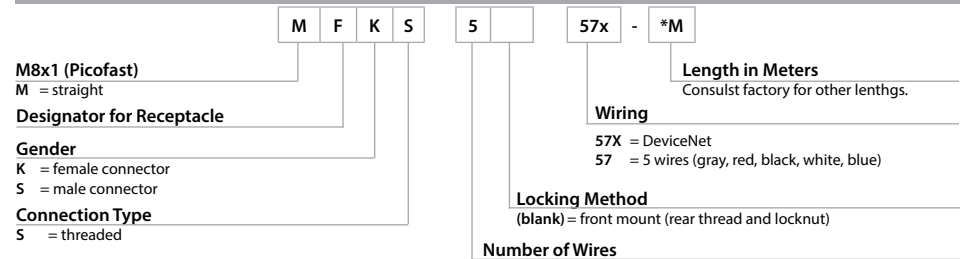 M F K S 5 57x - *M
M8x1 (Picofast)
M = straight
Designator for Receptacle
Gender
K = female connector
S = male connector
Connection Type
S = threaded
Length in Meters
Consulst factory for other lenthgs.
Wiring
57X = DeviceNet
57 = 5 wires (gray, red, black, white, blue)
Locking Method
(blank) = front mount (rear thread and locknut)
Number of Wires